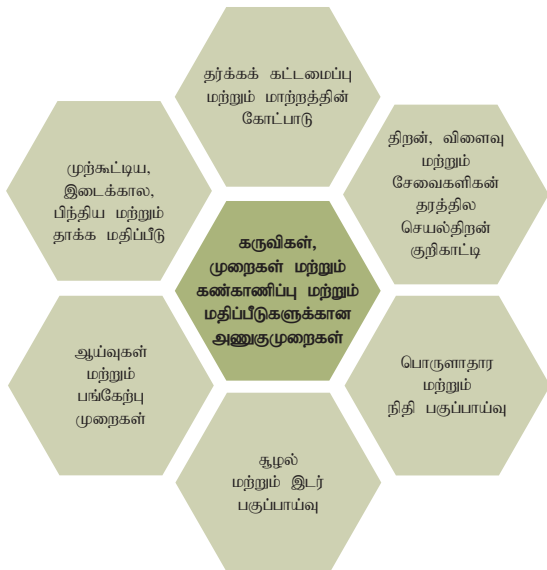 தர்க்கக் கட்டமைப்பு
மற்றும் மாற்றத்தின்
கோட்பாடு
திறன், விளைவு
மற்றும்
சேவைகளிகன்
தரத்தில
செயல்திறன்
குறிகாட்டி
முற்கூட்டிய,
இடைக்கால,
பிந்திய மற்றும்
தாக்க மதிப்பீடு
கருவிகள்,
முறைகள் மற்றும்
கண்காணிப்பு மற்றும்
மதிப்பீடுகளுக்கான
அணுகுமுறைகள்
ஆய்வுகள்
மற்றும்
பங்கேற்பு
முறைகள்
பொருளாதார
மற்றும்
நிதி பகுப்பாய்வு
சூழல்
மற்றும் இடர்
பகுப்பாய்வு